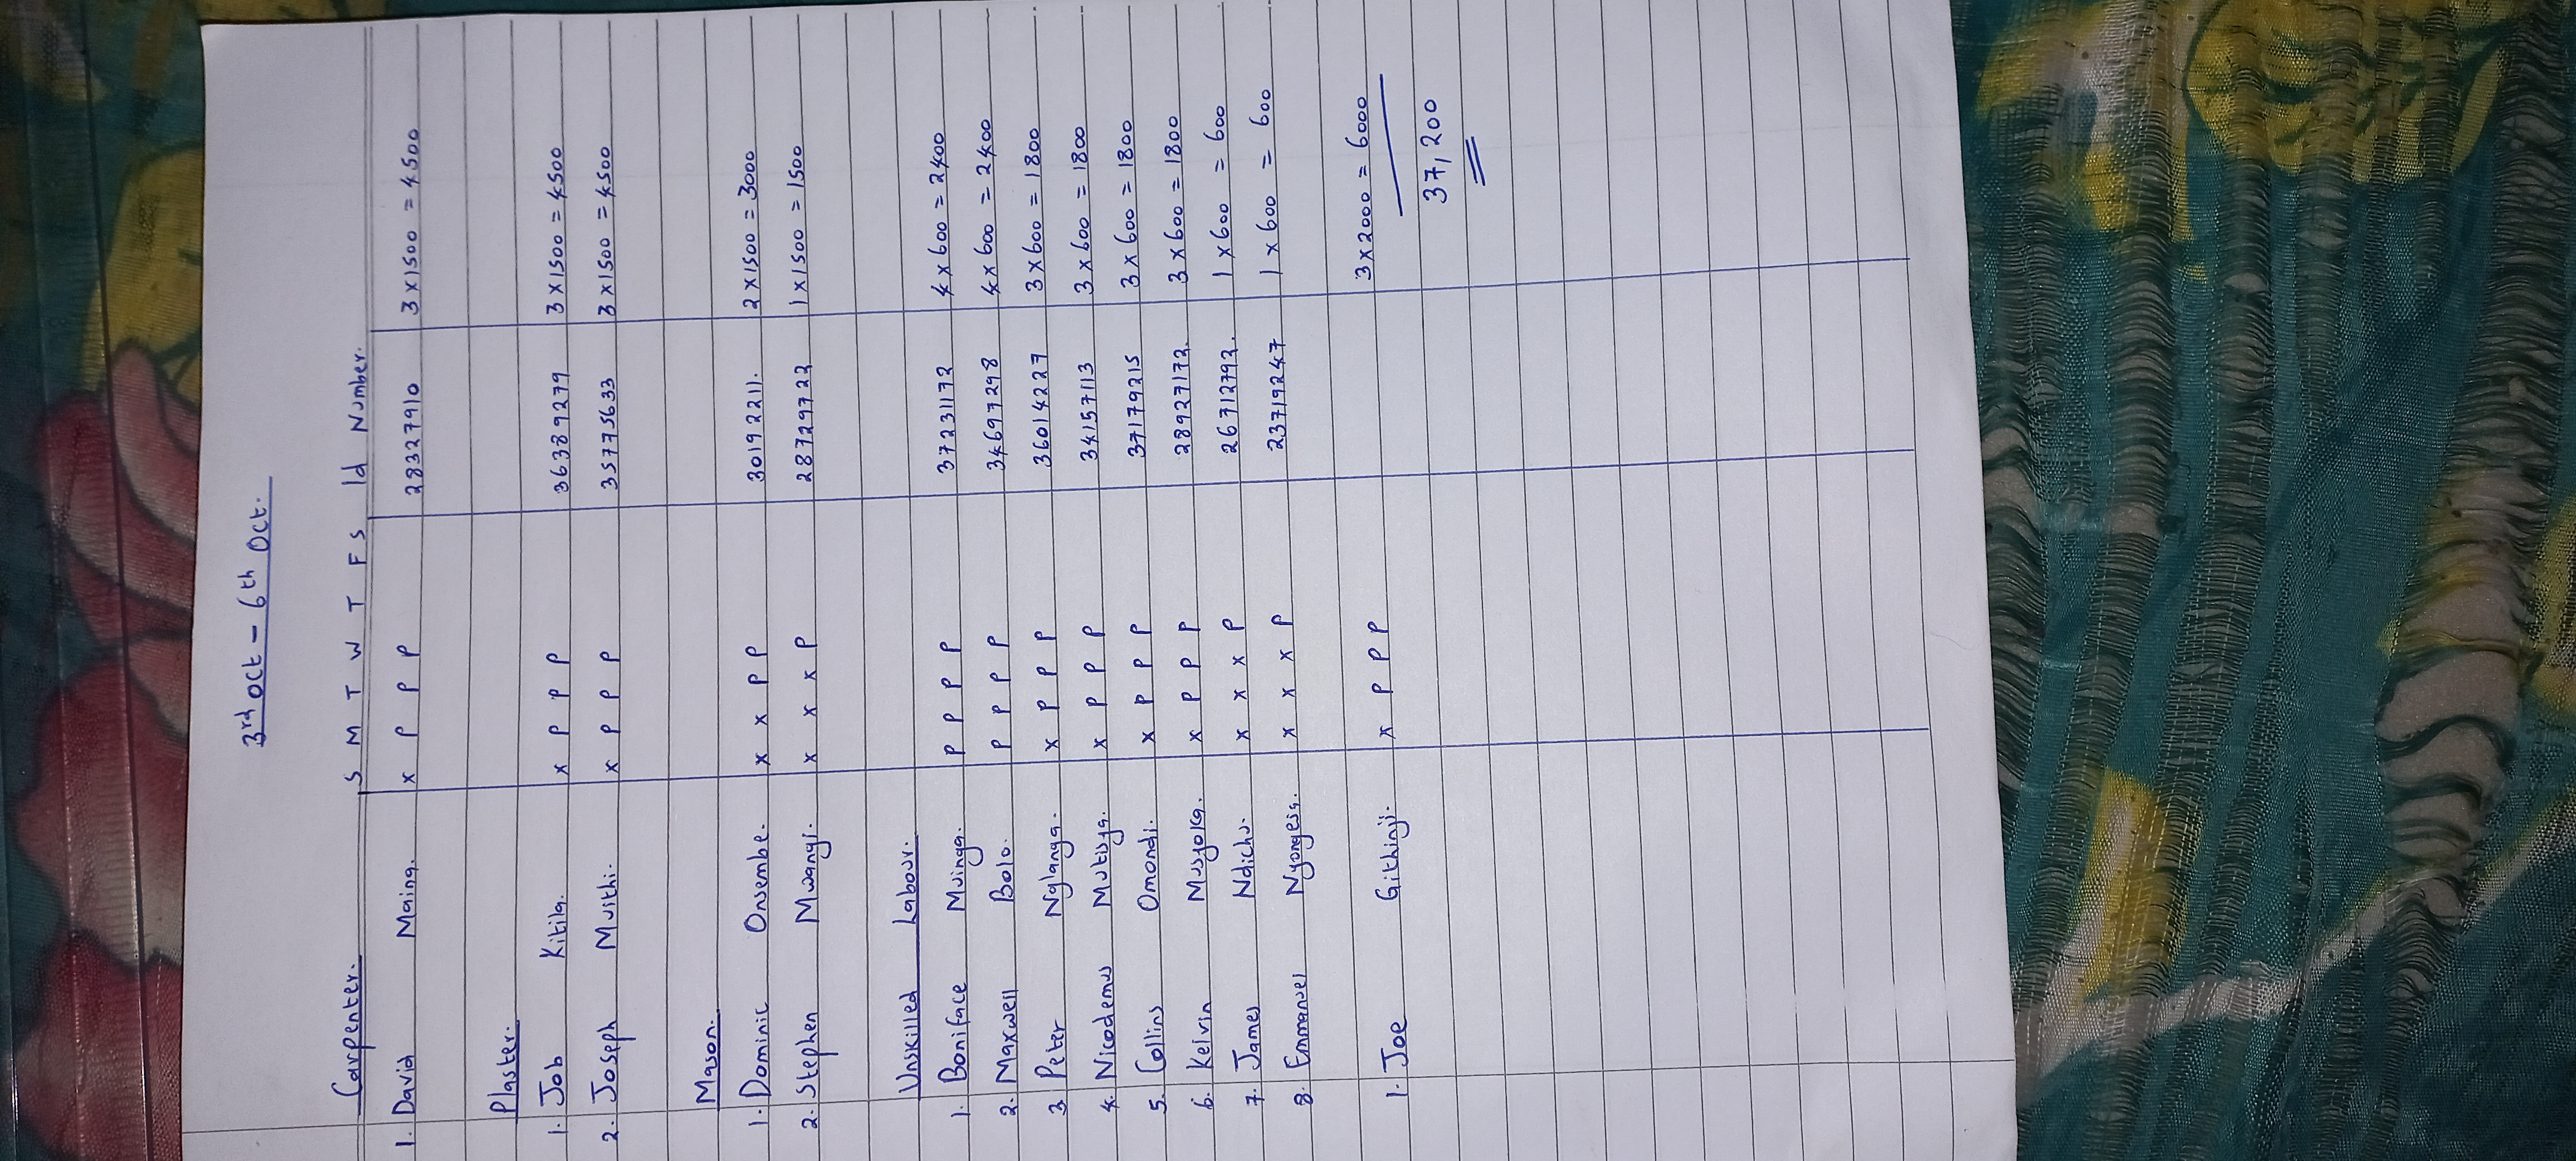 3rd Oct - 6th Oct.
Carpenter. S M T W T F S Id Number.
1. David Maina. x P P P 28327910 3 x 1500 = 4500
Plaster.
1. Job Kitila. x P P P 36389279 3 x 1500 = 4500
2. Joseph Muithi. x P P P 35775633 3 x 1500 = 4500
Mason.
1. Dominic Onsembe. x x P P 30192211. 2 x 1500 = 3000
2. Stephen Mwangi. x x x P 28729722 1 x 1500 = 1500
Unskilled Labour.
1. Boniface Muinga. P P P P 37231172 4 x 600 = 2400
2. Maxwell Bolo. P P P P 34697298 4 x 600 = 2400
3 Peter Nglanga. x P P P 36014227 3 x 600 = 1800
4. Nicodemus Mutisya. x P P P 34157113 3 x 600 = 1800
5. Collins Omondi. x P P P 37179215 3 x 600 = 1800
6. Kelvin Musyoka. x P P P 28927172. 3 x 600 = 1800
7. James Ndichu. x x x P 26712792. 1 x 600 = 600
8. Emmanuel Nyongesa. x x x P 23719247 1 x 600 = 600
1. Joe Githinji. x P P P 3 x 2000 = 6000
37,200